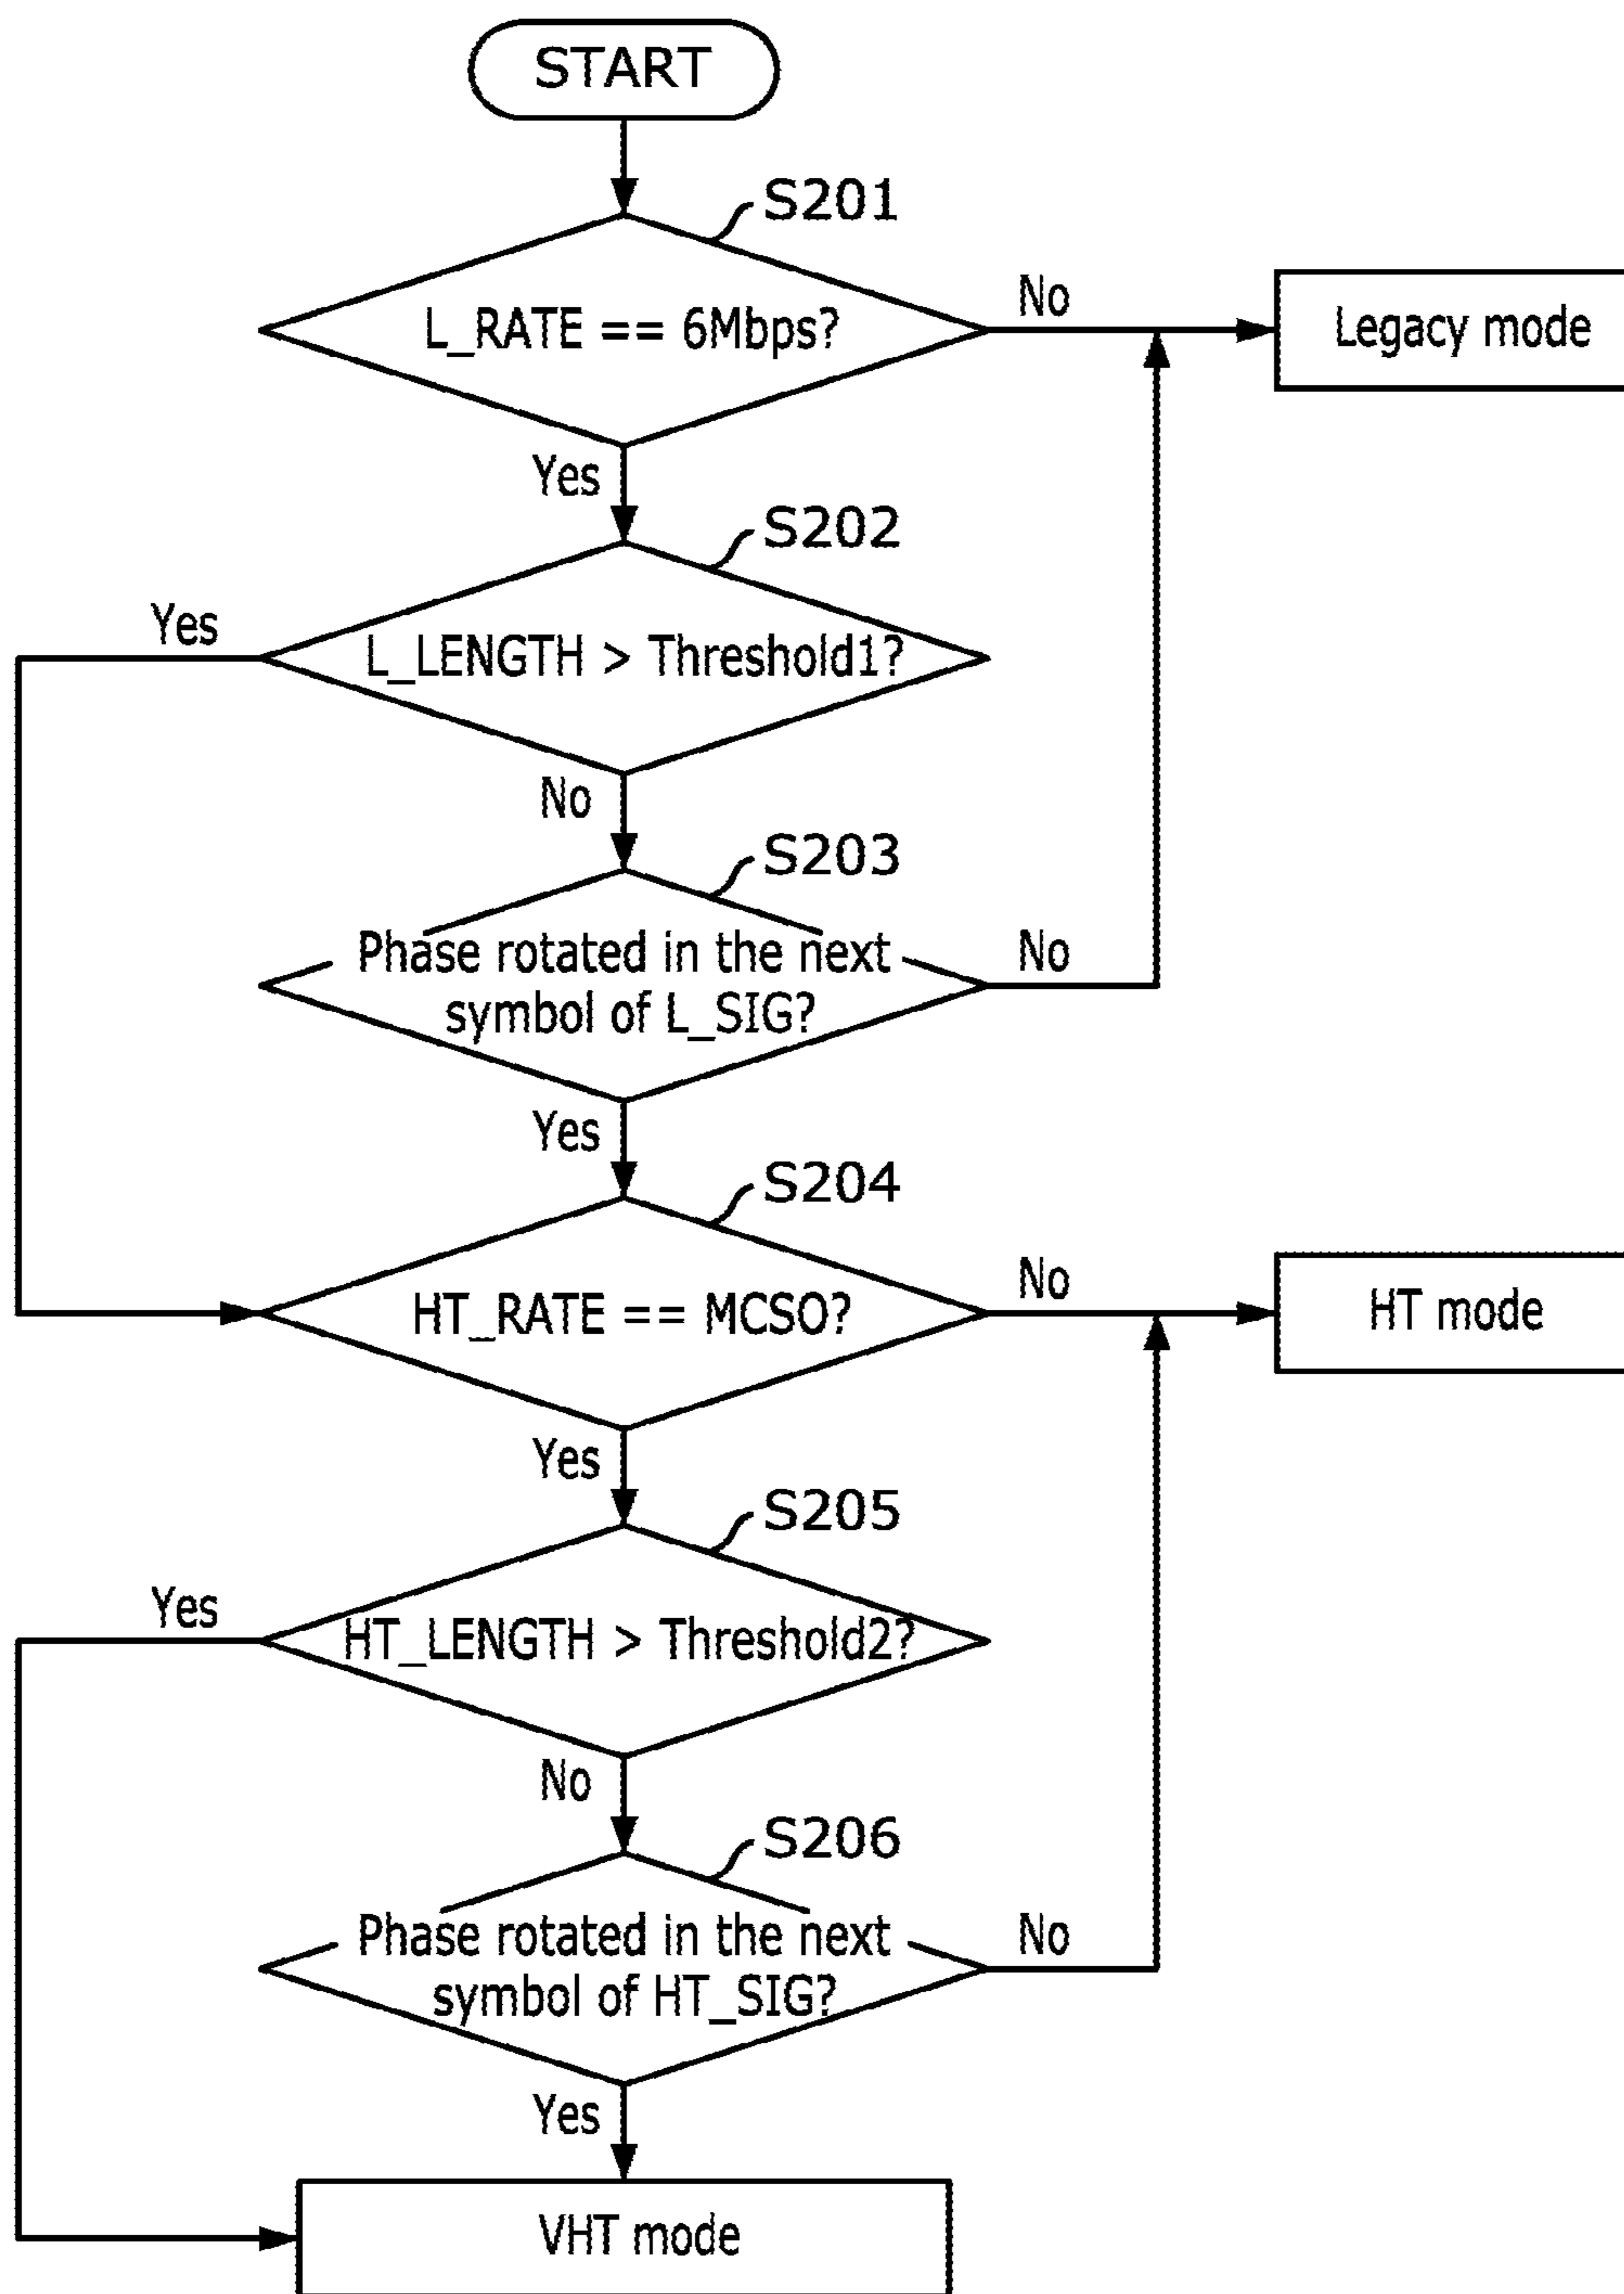 START
S201
L_RATE == 6Mbps?
No
Legacy mode
Yes
S202
Yes
L_LENGTH > Threshold1?
No
S203
Phase rotated in the next
symbol of L_SIG?
No
Yes
S204
HT_RATE == MCSO?
No
HT mode
Yes
S205
Yes
HT_LENGTH > Threshold2?
No
S206
Phase rotated in the next
symbol of HT_SIG?
No
Yes
VHT mode